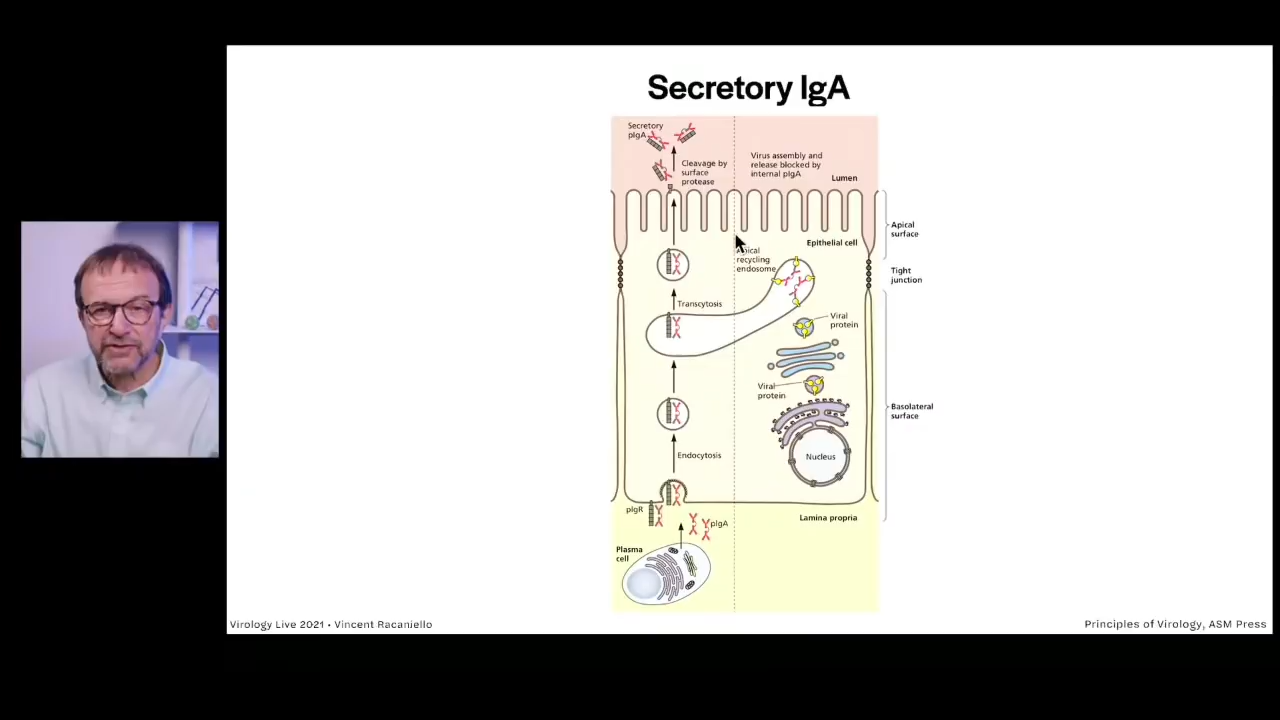 Secretory IgA
Secretory
pIgA
Cleavage by
surface
protease
Virus assembly and
release blocked by
internal pIgA
Lumen
Apical
surface
Epithelial cell
recycling
endosome
Tight
junction
Transcytosis
Viral
protein
Viral
protein
Basolateral
surface
Endocytosis
Nucleus
pIgR
pIgA
Lamina propria
Plasma
cell
Virology Live 2021 • Vincent Racaniello
Principles of Virology, ASM Press